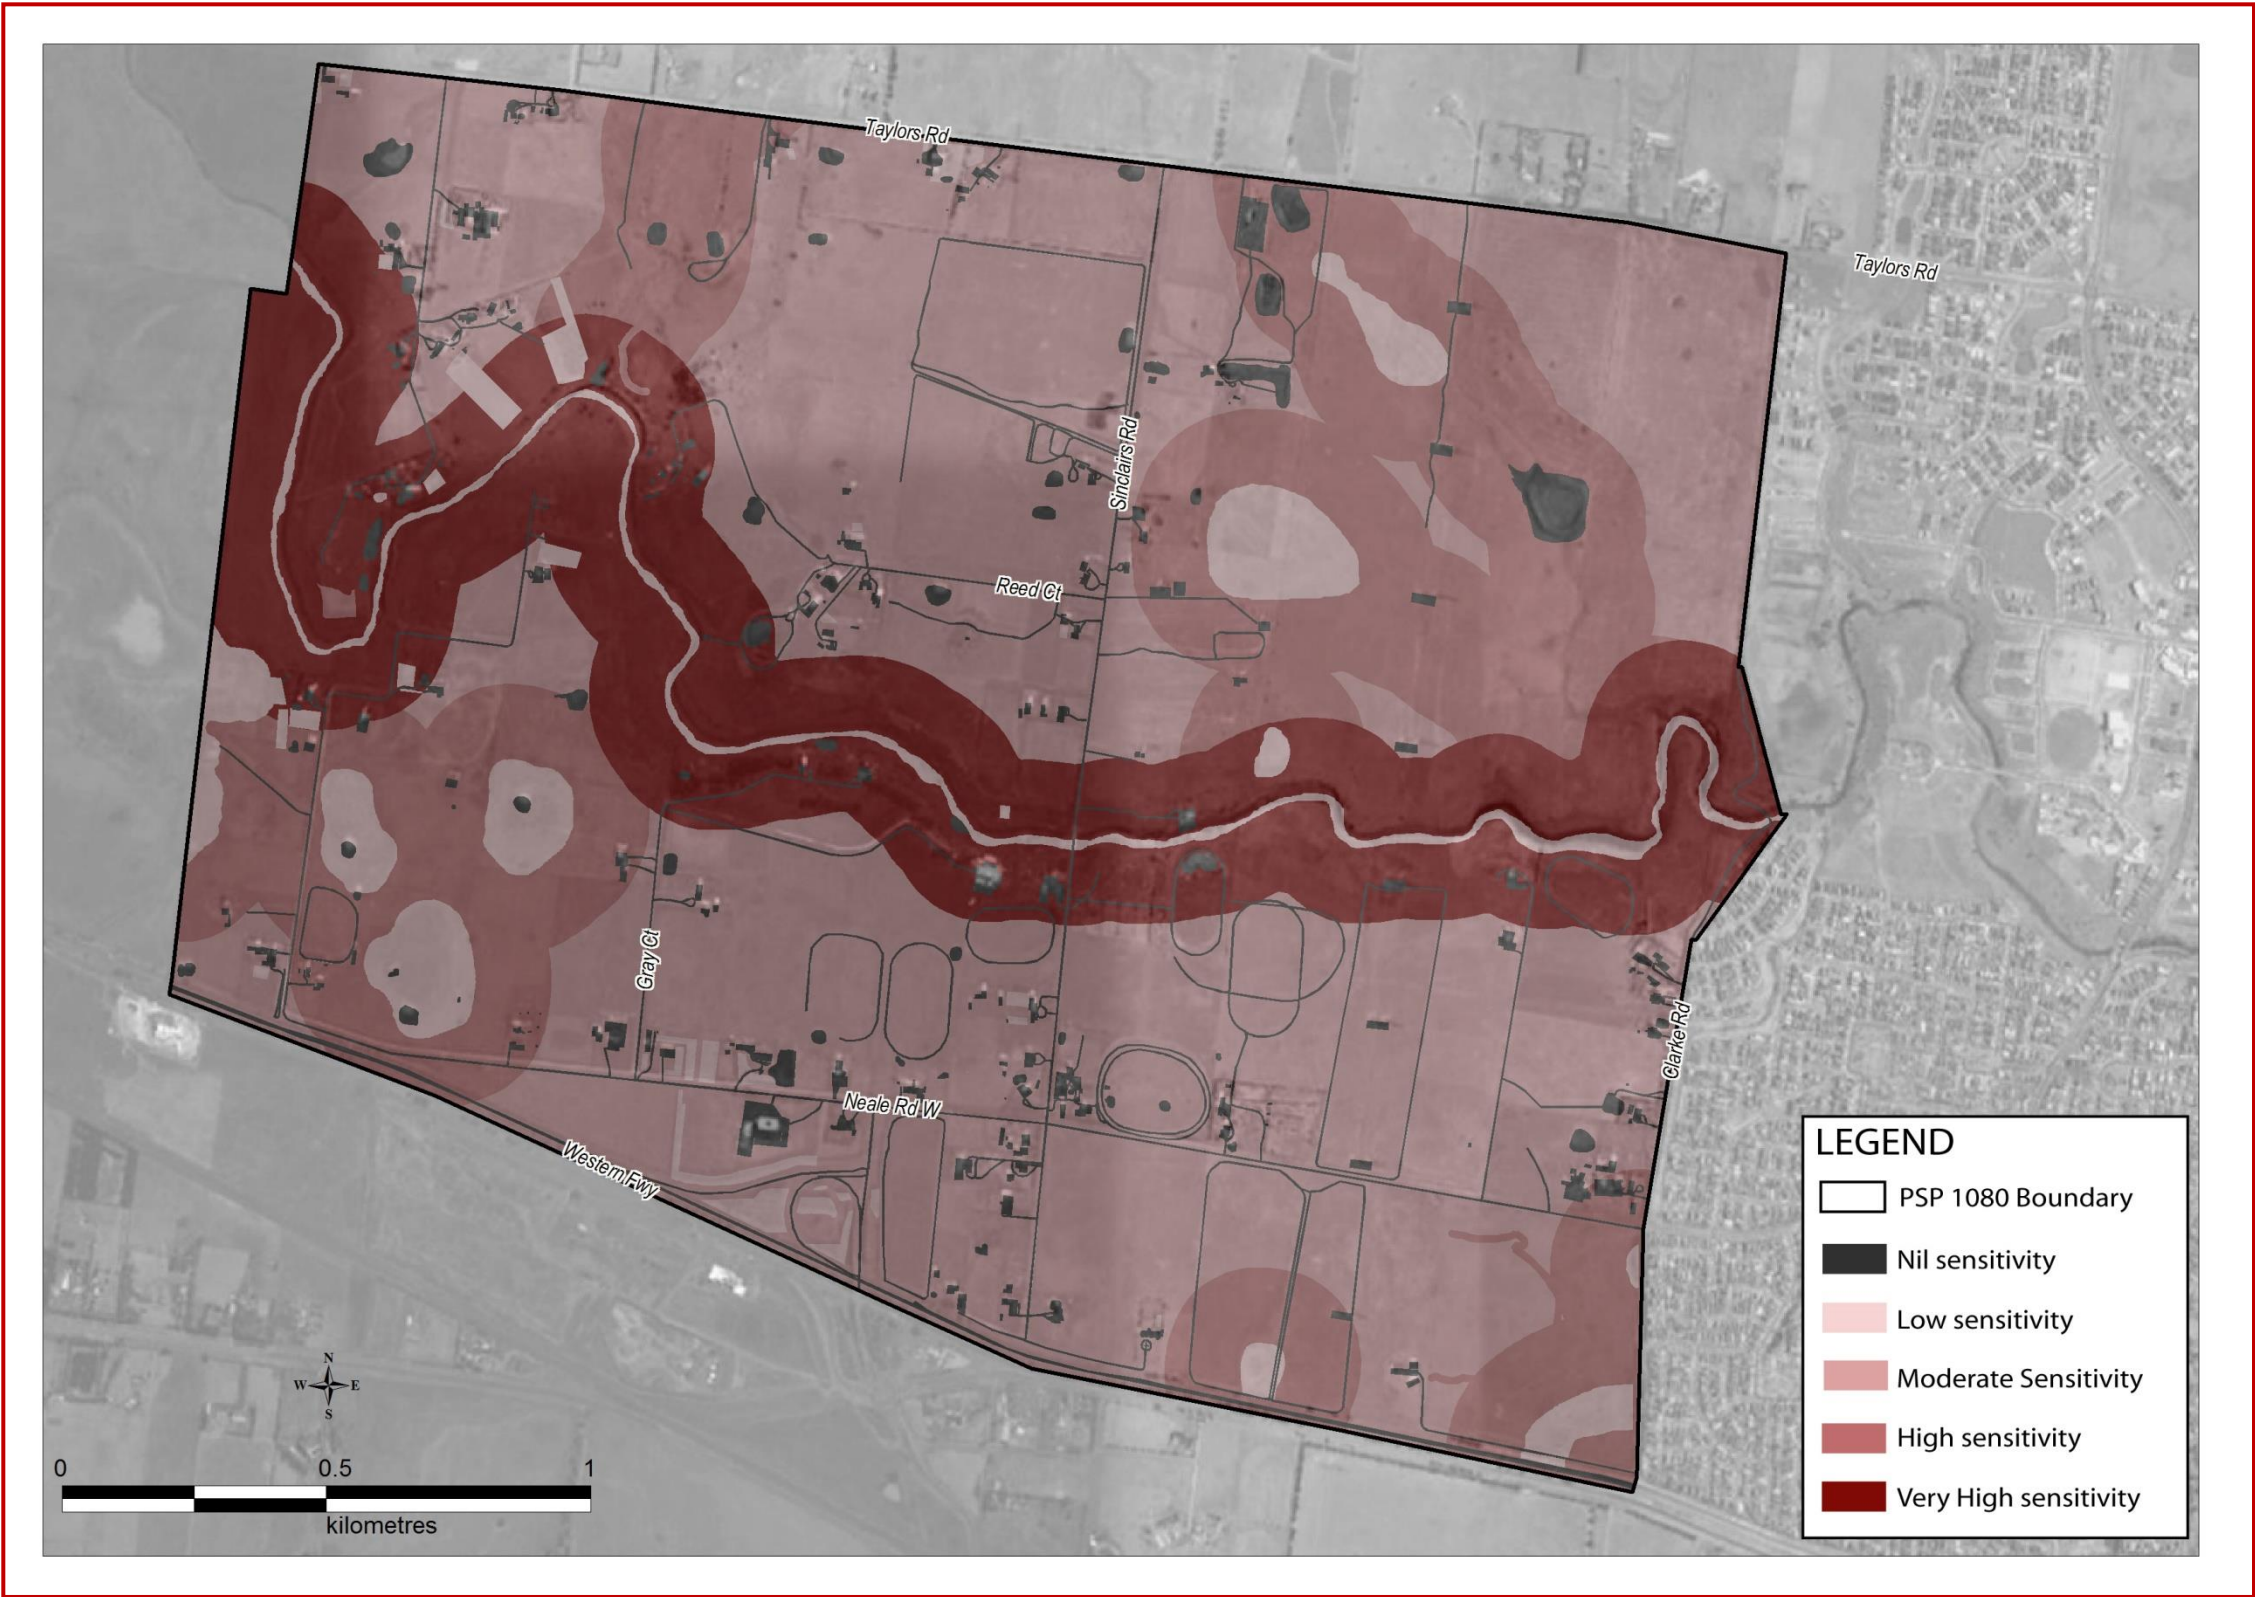 Taylors Rd
Taylors Rd
Sinclairs Rd
Reed Ct
Gray Ct
Clarke Rd
Neale Rd W
Western Fwy
LEGEND
PSP 1080 Boundary
Nil sensitivity
Low sensitivity
Moderate Sensitivity
High sensitivity
Very High sensitivity
N
W E
S
0 0.5 1
kilometres